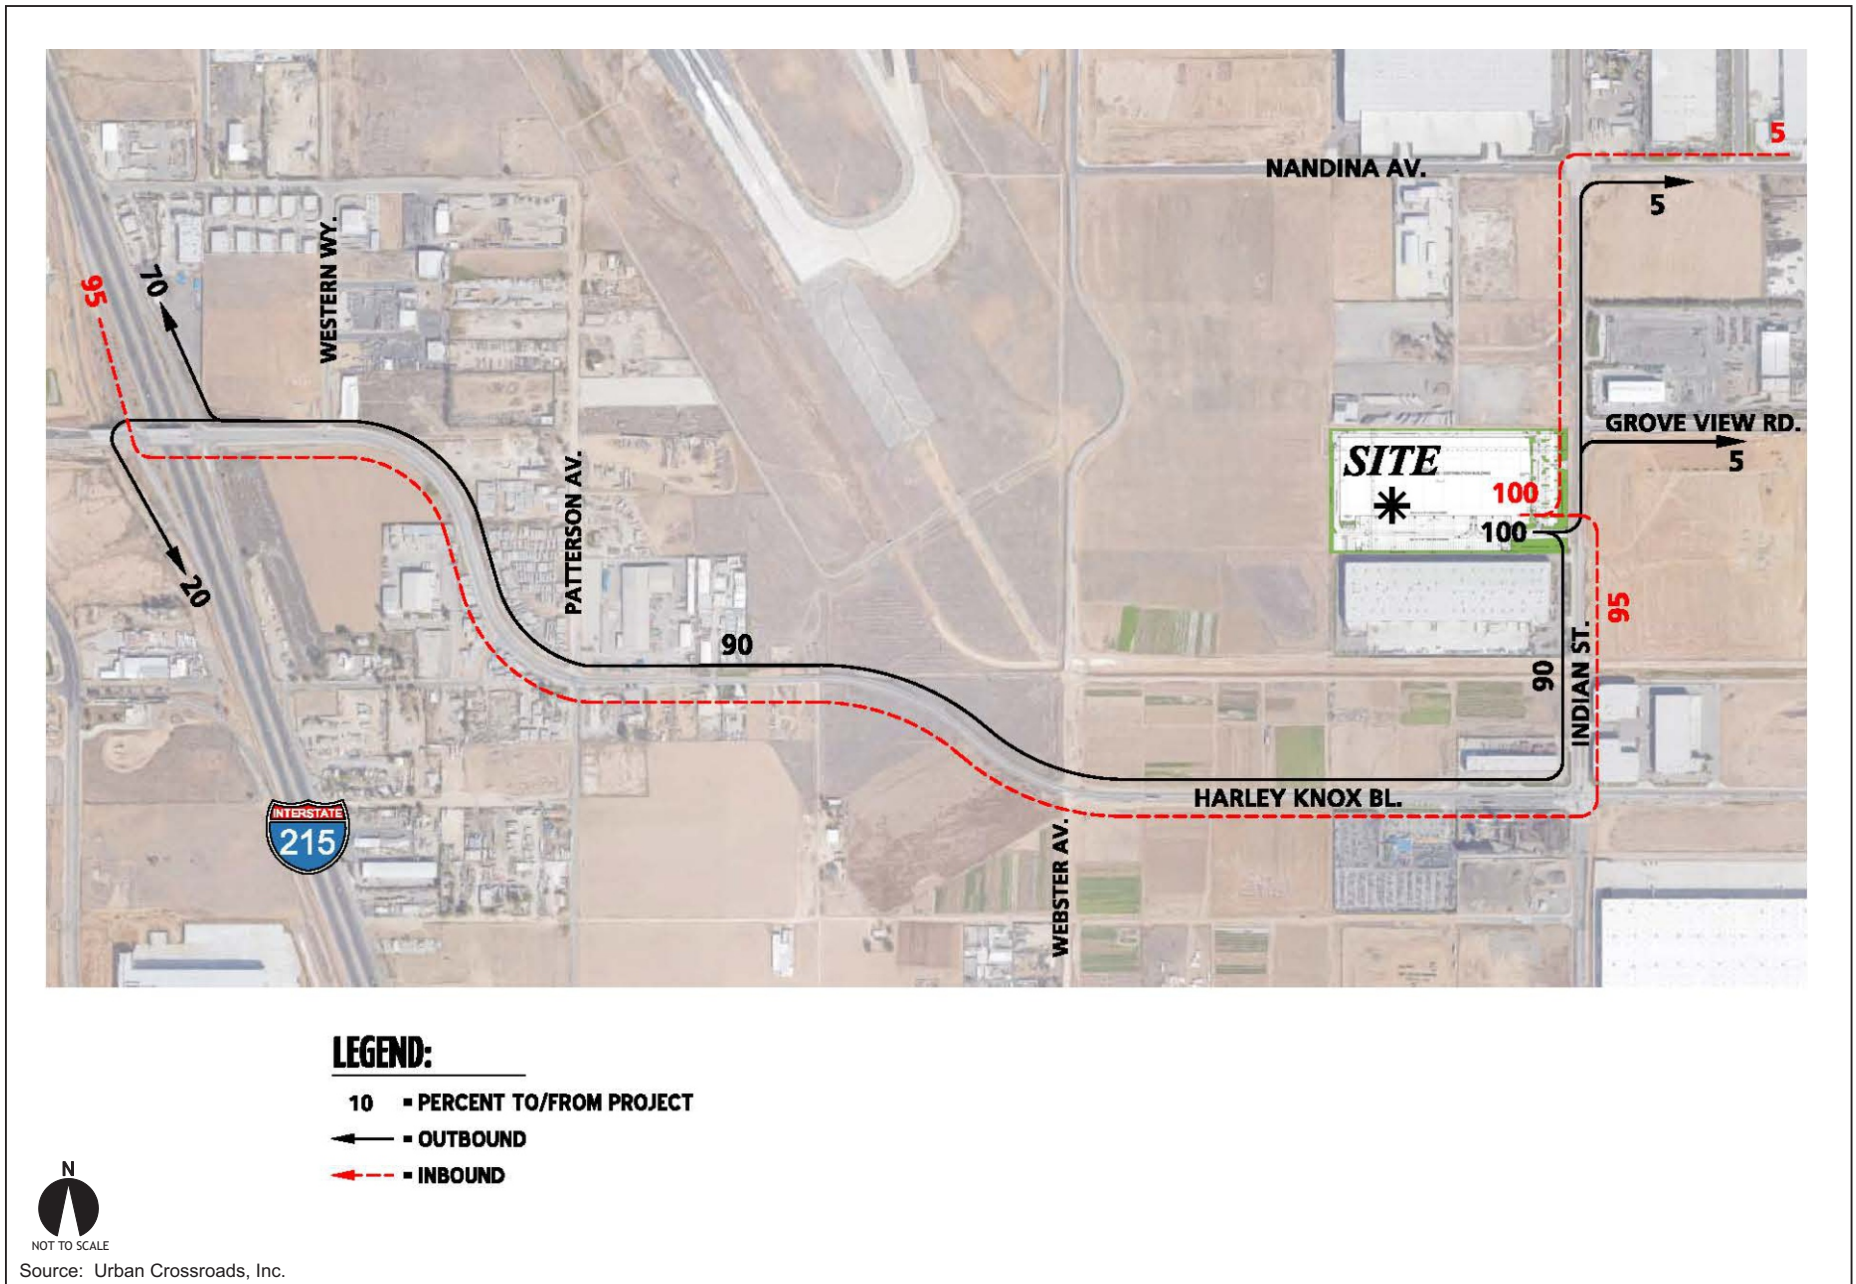 5
NANDINA AV.
5
WESTERN WY.
95
70
GROVE VIEW RD.
5
SITE
100
100
PATTERSON AV.
20
95
90
90
INDIAN ST.
HARLEY KNOX BL.
INTERSTATE
215
WEBSTER AV.
LEGEND:
10 = PERCENT TO/FROM PROJECT
= OUTBOUND
= INBOUND
N
NOT TO SCALE
Source: Urban Crossroads, Inc.